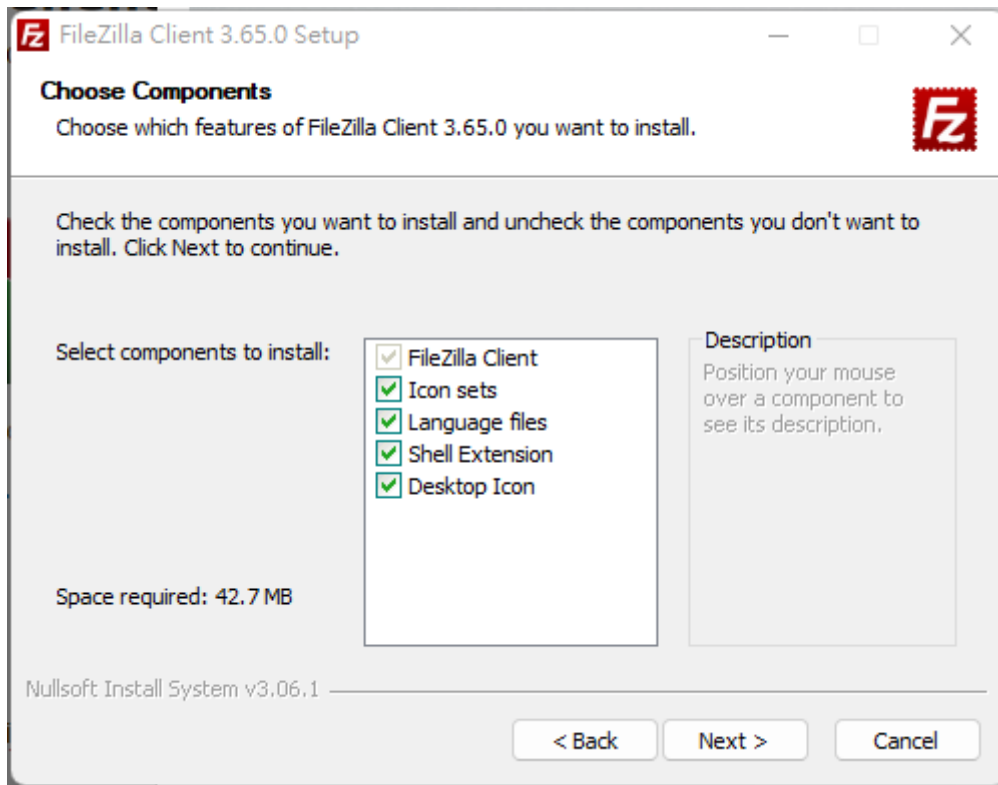 FileZilla Client 3.65.0 Setup
Choose Components
Choose which features of FileZilla Client 3.65.0 you want to install.
Fz
Check the components you want to install and uncheck the components you don't want to
install. Click Next to continue.
Select components to install:
FileZilla Client
Icon sets
Language files
Shell Extension
Desktop Icon
Description
Position your mouse
over a component to
see its description.
Space required: 42.7 MB
Nullsoft Install System v3.06.1
< Back
Next >
Cancel